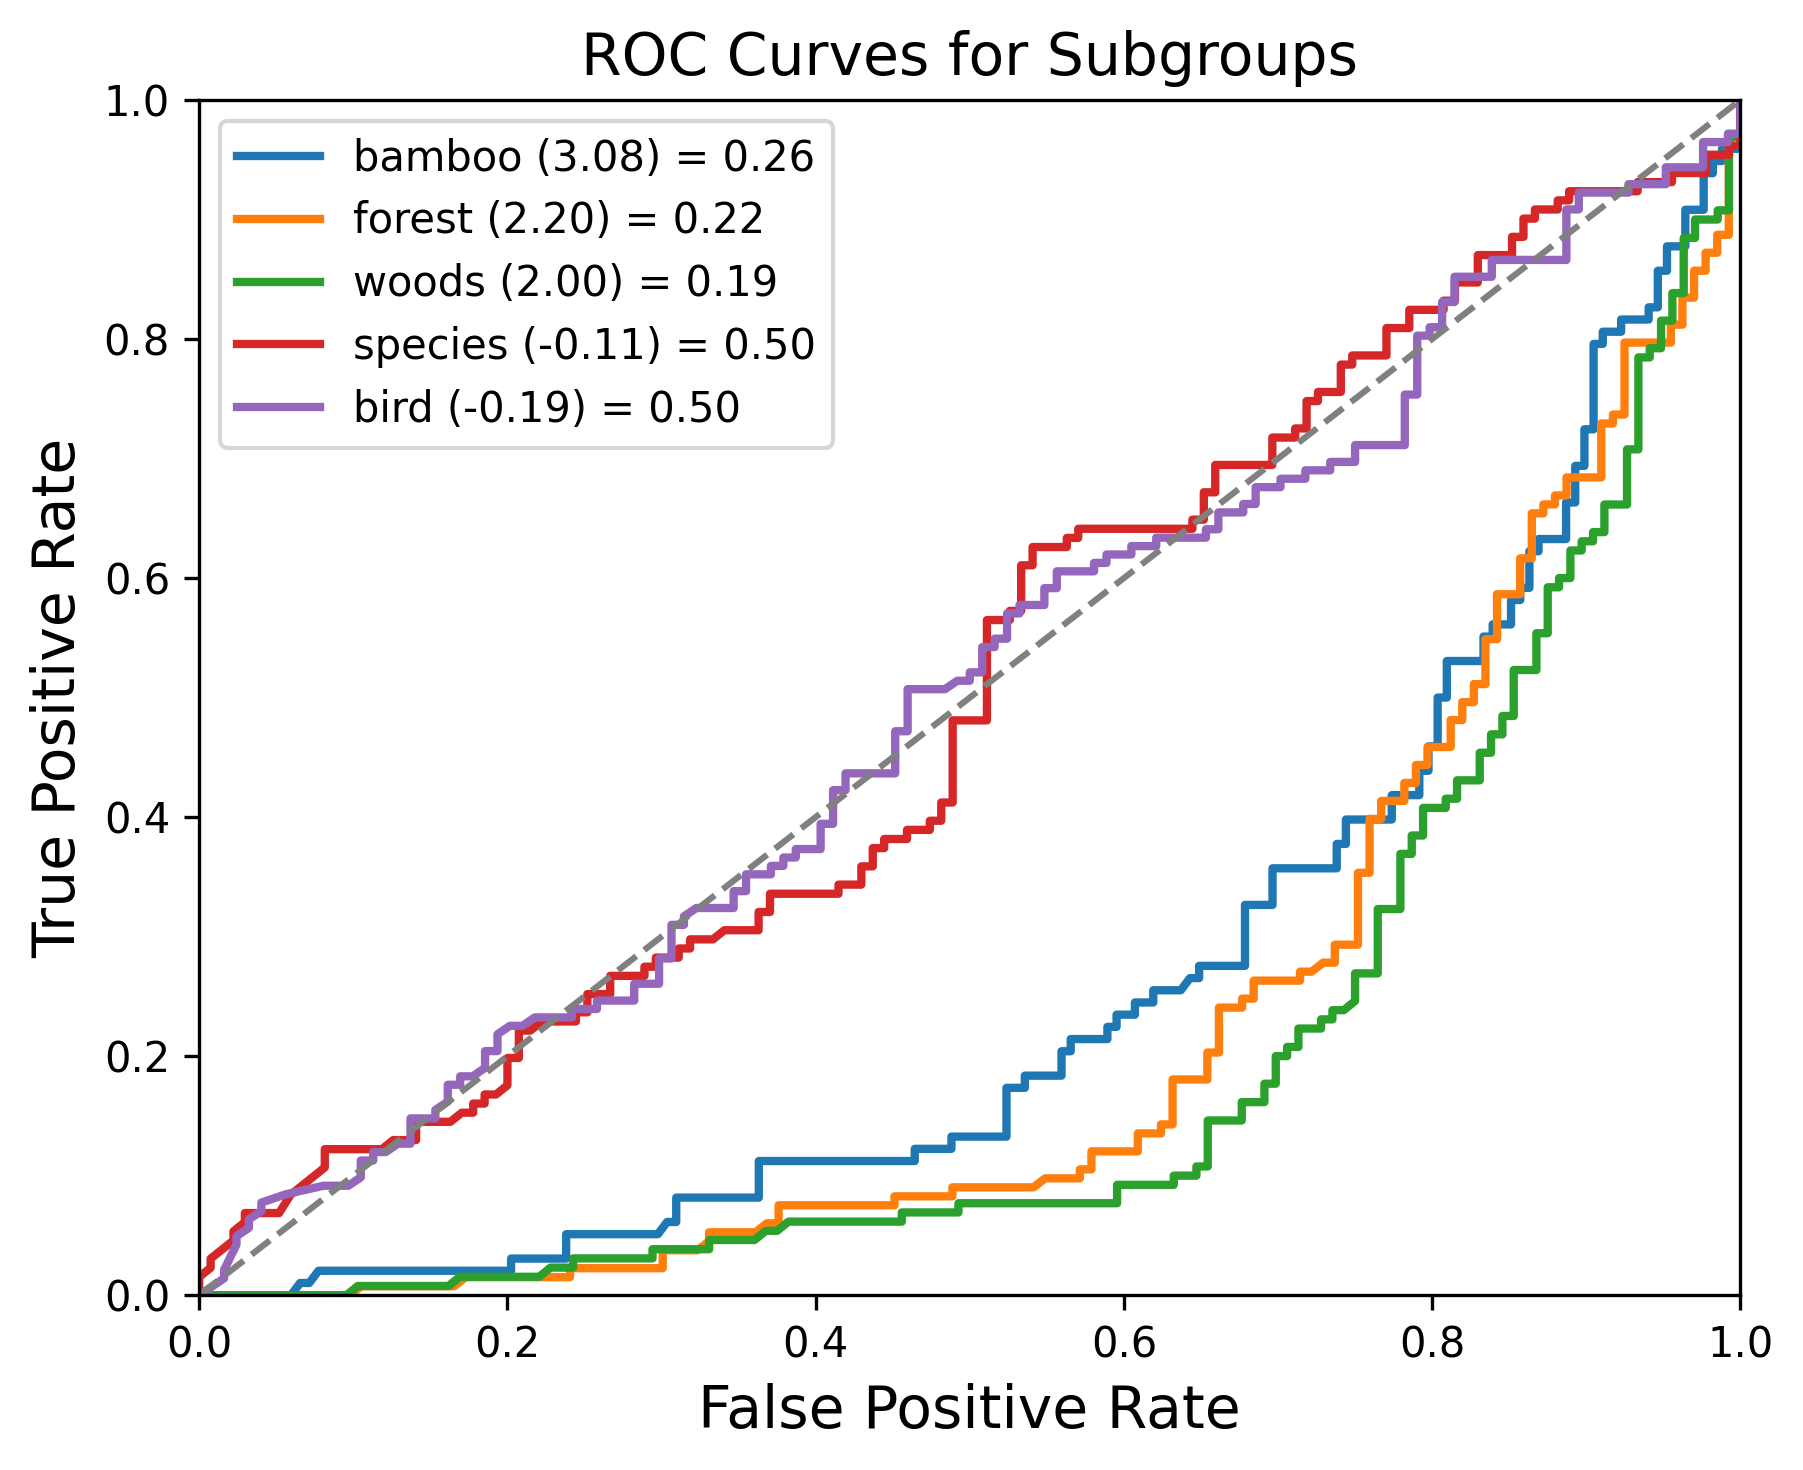 ROC Curves for Subgroups
1.0
0.8
0.6
0.4
0.2
0.0
True Positive Rate
bamboo (3.08) = 0.26
forest (2.20) = 0.22
woods (2.00) = 0.19
species (-0.11) = 0.50
bird (-0.19) = 0.50
0.0 0.2 0.4 0.6 0.8 1.0
False Positive Rate